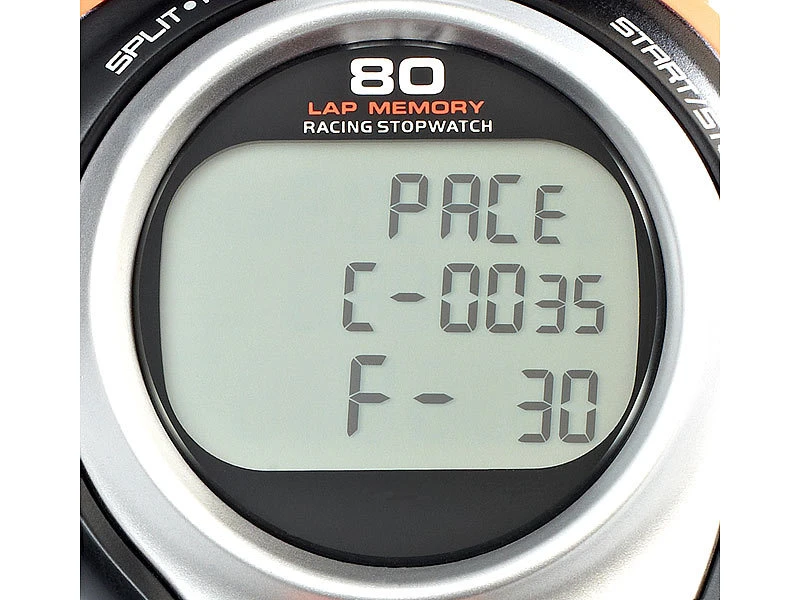 SPLIT•
START/ST
80
LAP MEMORY
RACING STOPWATCH
PACE
C-0035
F- 30